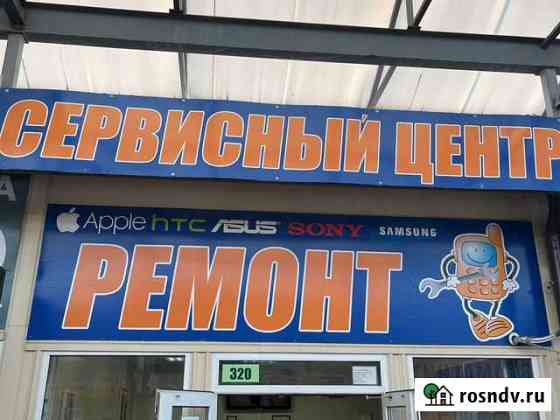 СЕРВИСНЫЙ ЦЕНТР
Apple hTC ASUS SONY SAMSUNG
РЕМОНТ
320
rosndv.ru